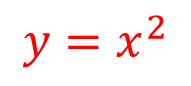 y = x²